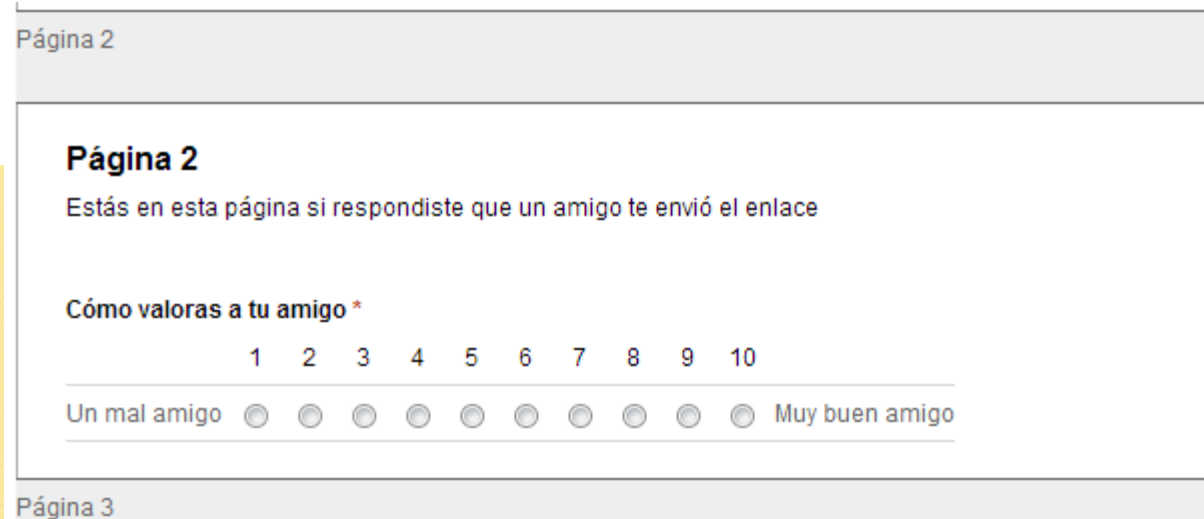 Página 2
Página 2
Estás en esta página si respondiste que un amigo te envió el enlace
Cómo valoras a tu amigo *
1 2 3 4 5 6 7 8 9 10
Un mal amigo Muy buen amigo
Página 3